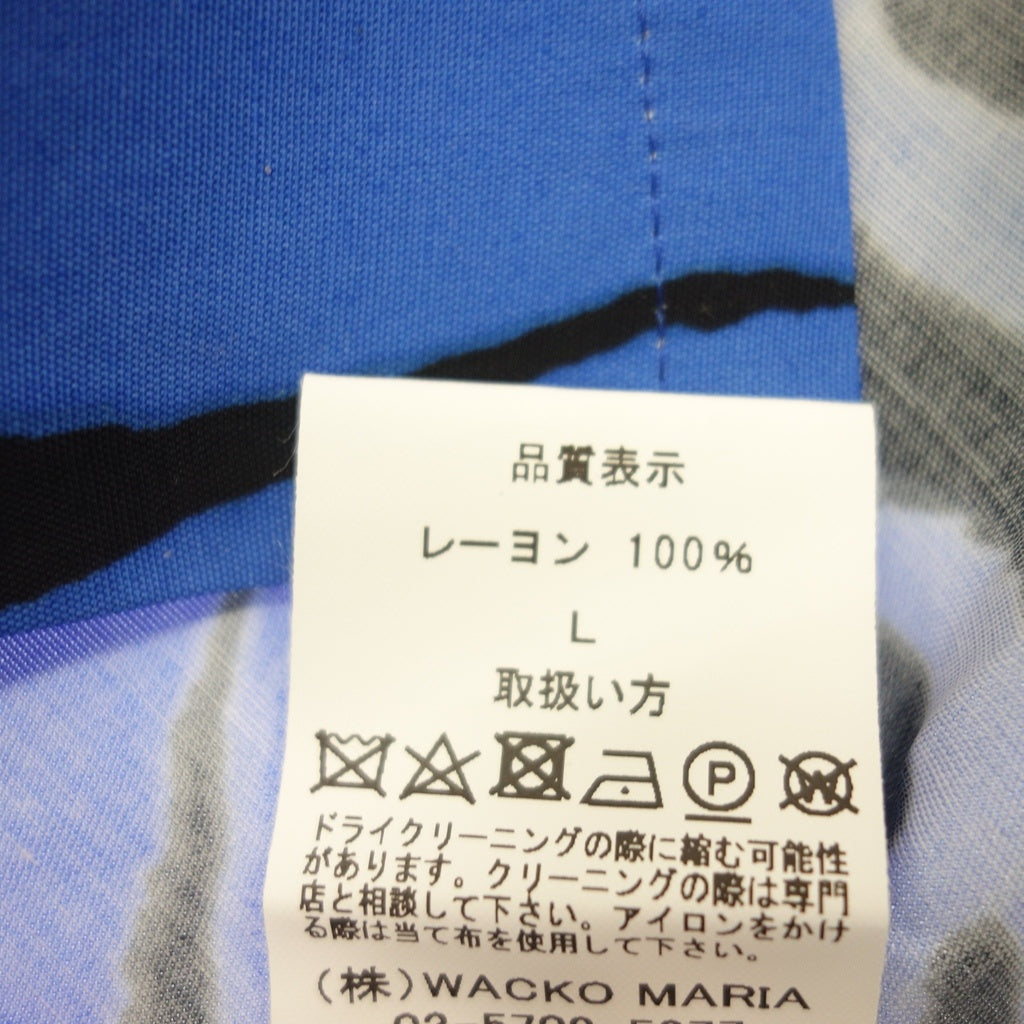 品質表示
レーヨン 100%
L
取扱い方
P W
ドライクリーニングの際に縮む可能性
があります。クリーニングの際は専門
店と相談して下さい。アイロンをかけ
る際は当て布を使用して下さい。
(株)WACKO MARIA